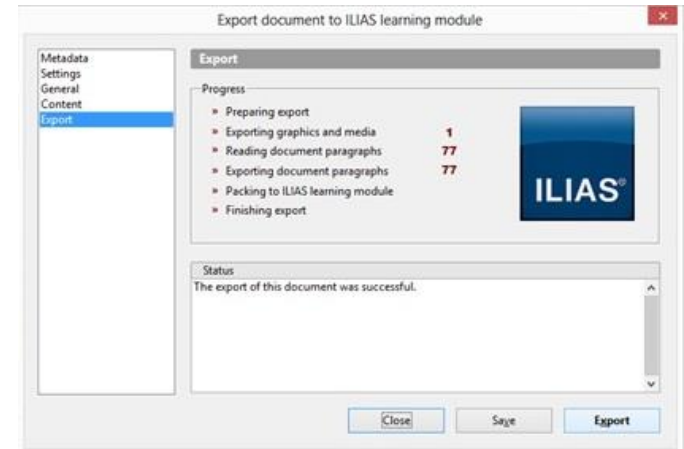 Export document to ILIAS learning module
Metadata
Settings
General
Content
Export
Export
Progress
» Preparing export
» Exporting graphics and media 1
» Reading document paragraphs 77
» Exporting document paragraphs 77
» Packing to ILIAS learning module
» Finishing export
ILIAS®
Status
The export of this document was successful.
Close
Save
Export